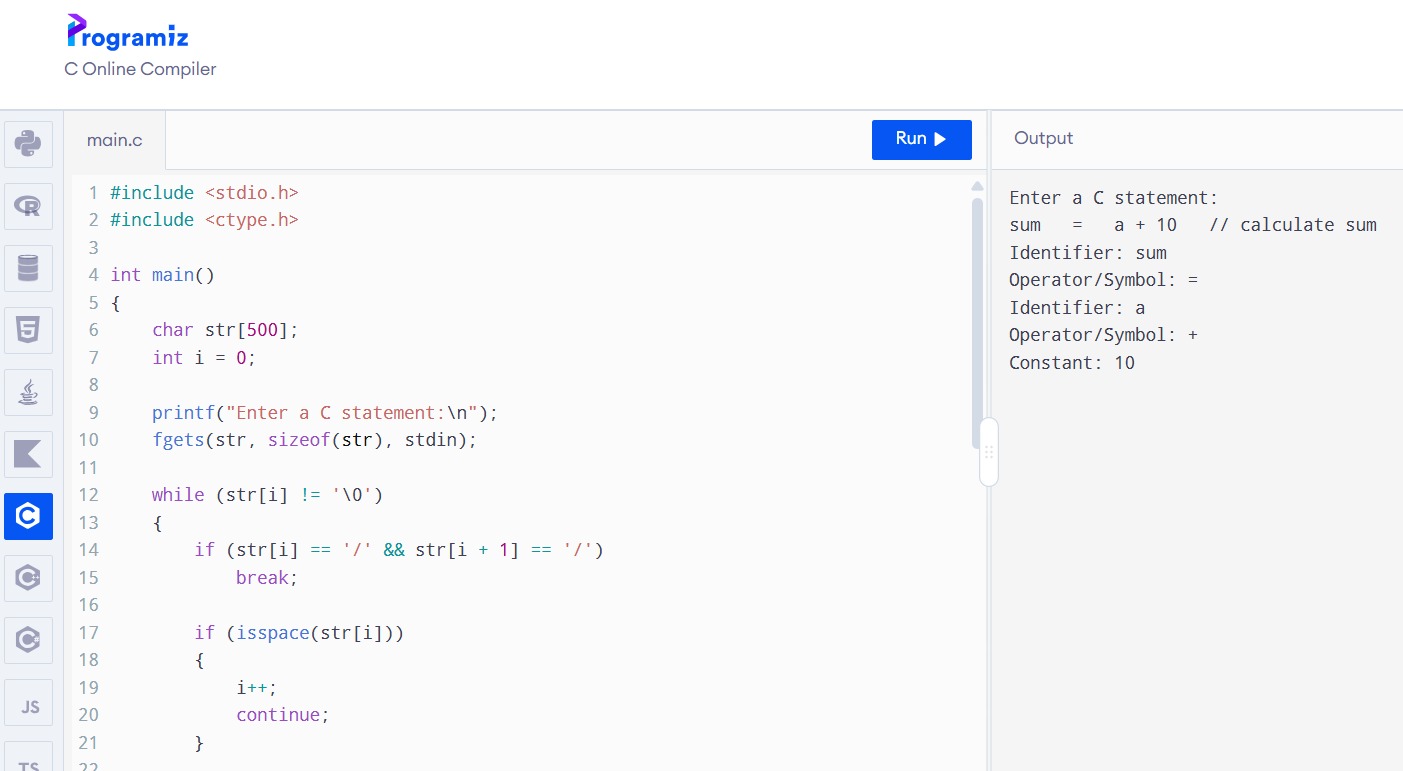 Programiz
C Online Compiler
main.c
Run
Output
1 #include <stdio.h>
2 #include <ctype.h>
3
4 int main()
5 {
6     char str[500];
7     int i = 0;
8
9     printf("Enter a C statement:\n");
10     fgets(str, sizeof(str), stdin);
11
12     while (str[i] != '\0')
13     {
14         if (str[i] == '/' && str[i + 1] == '/')
15             break;
16
17         if (isspace(str[i]))
18         {
19             i++;
20             continue;
21         }
22
Enter a C statement:
sum   =   a + 10   // calculate sum
Identifier: sum
Operator/Symbol: =
Identifier: a
Operator/Symbol: +
Constant: 10
R
5
C
C++
C#
JS
TS